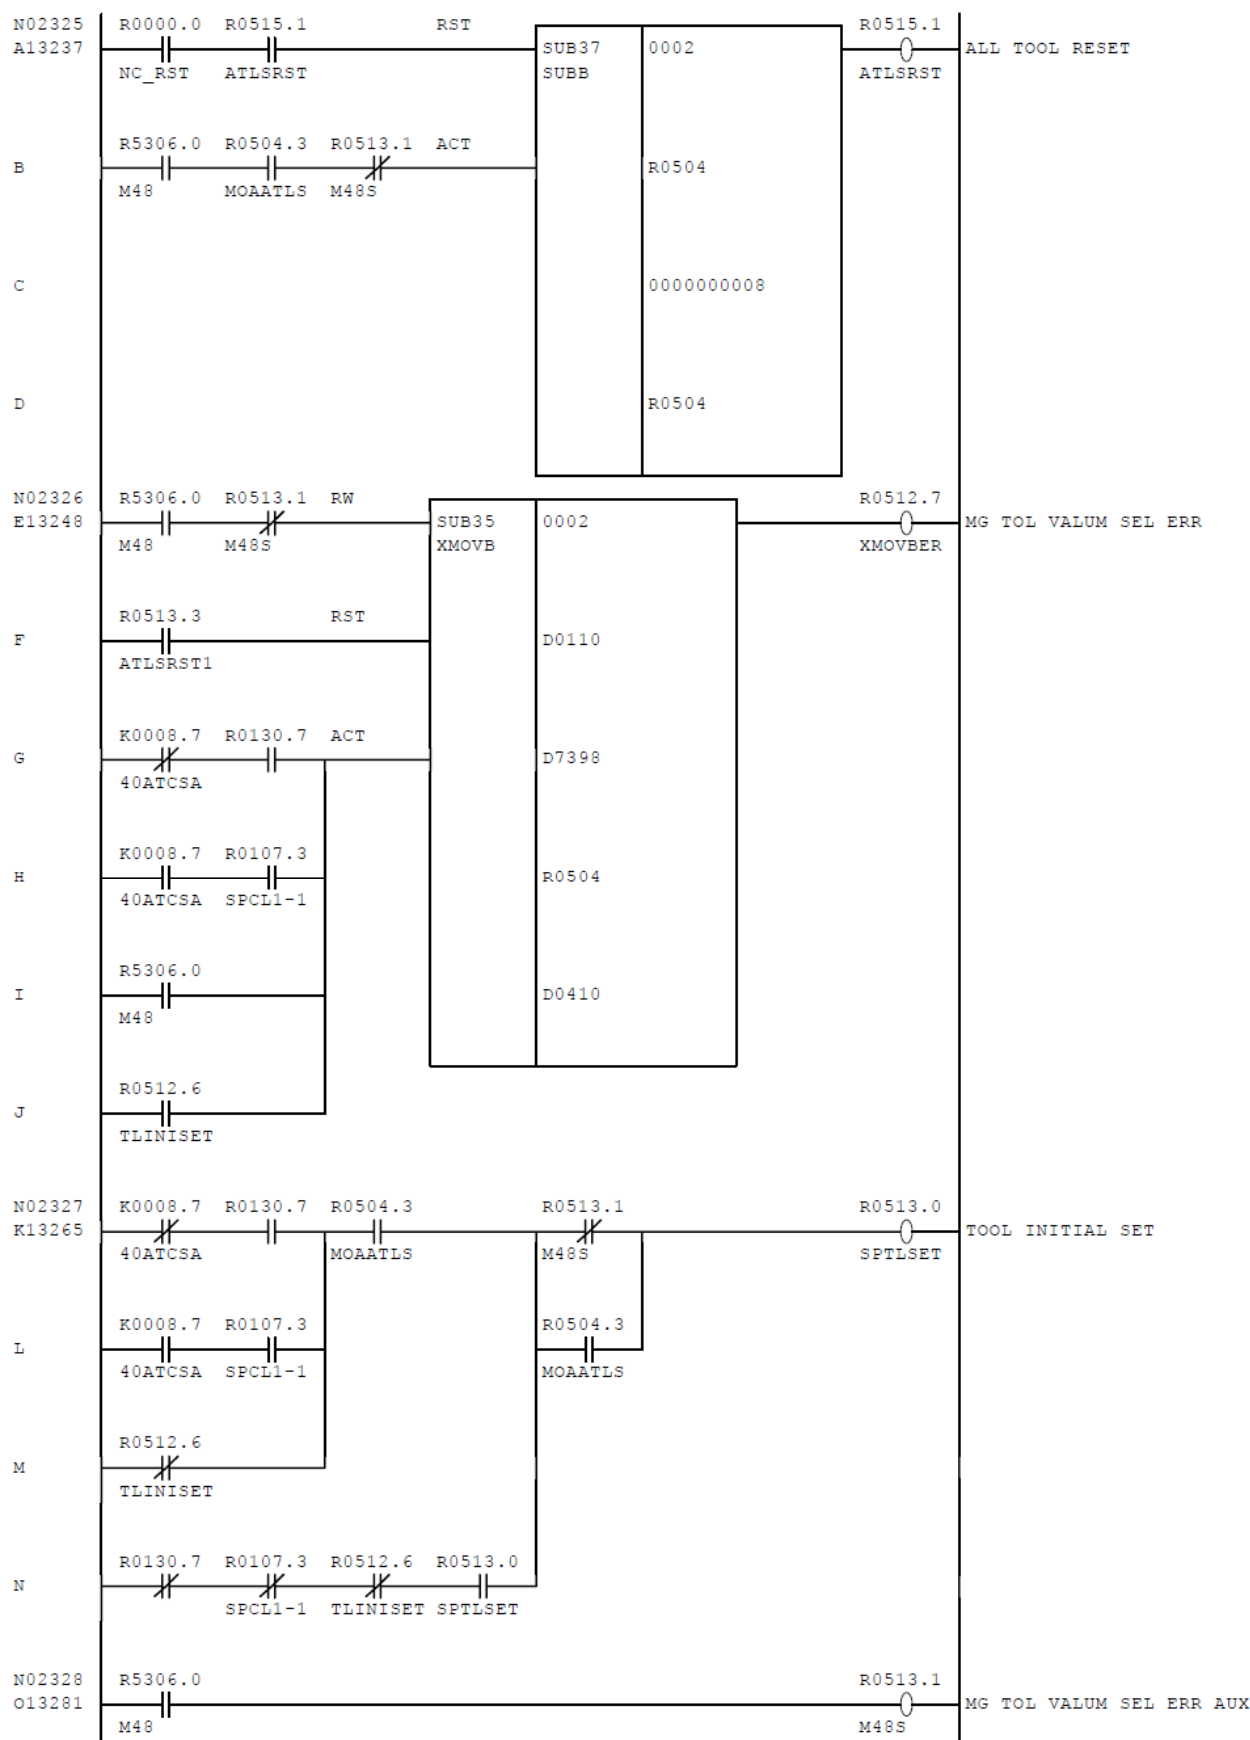 N02325 R0000.0 R0515.1 RST R0515.1
A13237 SUB37 0002 ALL TOOL RESET
NC_RST ATLSRST SUBB ATLSRST
R5306.0 R0504.3 R0513.1 ACT
B R0504
M48 MOAATLS M48S
C 0000000008
D R0504
N02326 R5306.0 R0513.1 RW R0512.7
E13248 SUB35 0002 MG TOL VALUM SEL ERR
M48 M48S XMOVB XMOVBER
R0513.3 RST
F D0110
ATLSRST1
K0008.7 R0130.7 ACT
G D7398
40ATCSA
K0008.7 R0107.3
H R0504
40ATCSA SPCL1-1
R5306.0
I D0410
M48
R0512.6
J
TLINISET
N02327 K0008.7 R0130.7 R0504.3 R0513.1 R0513.0
K13265 TOOL INITIAL SET
40ATCSA MOAATLS M48S SPTLSET
K0008.7 R0107.3 R0504.3
L
40ATCSA SPCL1-1 MOAATLS
R0512.6
M
TLINISET
R0130.7 R0107.3 R0512.6 R0513.0
N
SPCL1-1 TLINISET SPTLSET
N02328 R5306.0 R0513.1
O13281 MG TOL VALUM SEL ERR AUX
M48 M48S